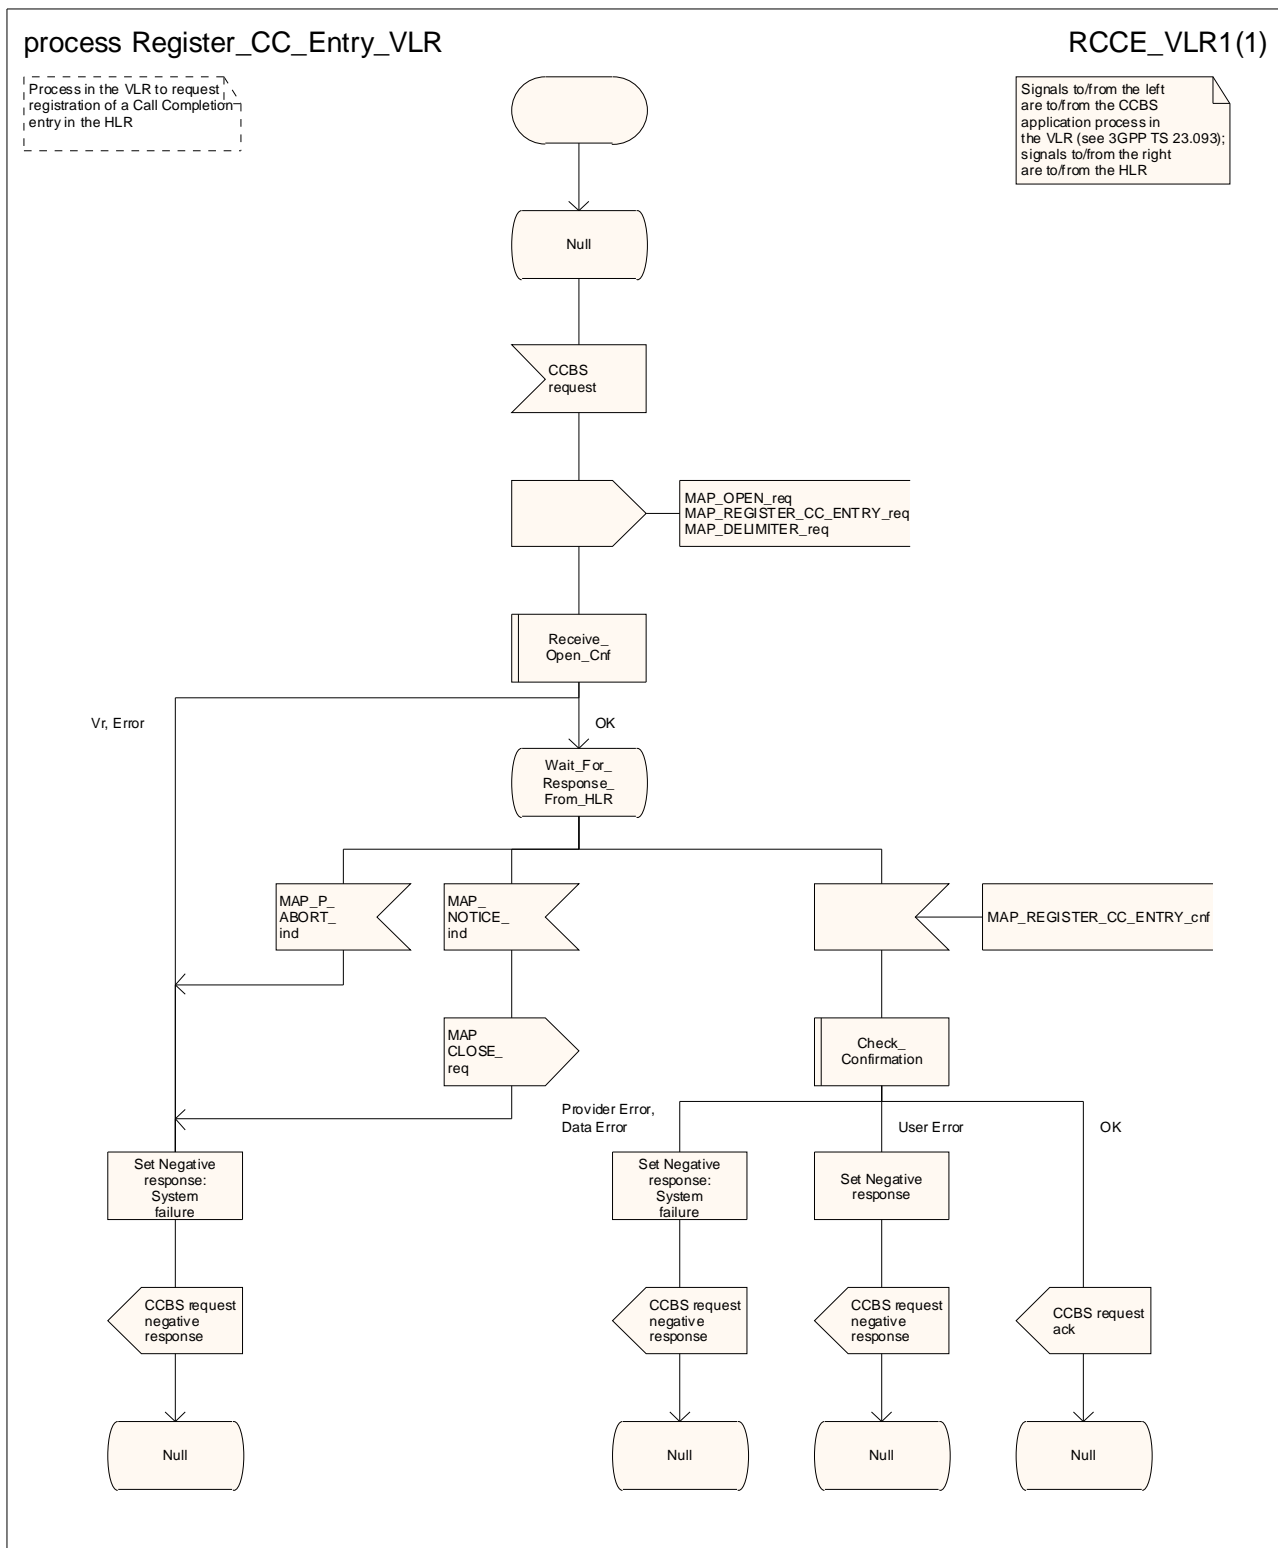 process Register_CC_Entry_VLR
RCCE_VLR1(1)
Process in the VLR to request
registration of a Call Completion
entry in the HLR
Signals to/from the left
are to/from the CCBS
application process in
the VLR (see 3GPP TS 23.093);
signals to/from the right
are to/from the HLR
Null
CCBS
request
MAP_OPEN_req
MAP_REGISTER_CC_ENTRY_req
MAP_DELIMITER_req
Receive_
Open_Cnf
Vr, Error
OK
Wait_For_
Response_
From_HLR
MAP_P_
ABORT_
ind
MAP_
NOTICE_
ind
MAP_REGISTER_CC_ENTRY_cnf
MAP
CLOSE_
req
Check_
Confirmation
Provider Error,
Data Error
User Error
OK
Set Negative
response:
System
failure
Set Negative
response:
System
failure
Set Negative
response
CCBS request
negative
response
CCBS request
negative
response
CCBS request
negative
response
CCBS request
ack
Null
Null
Null
Null